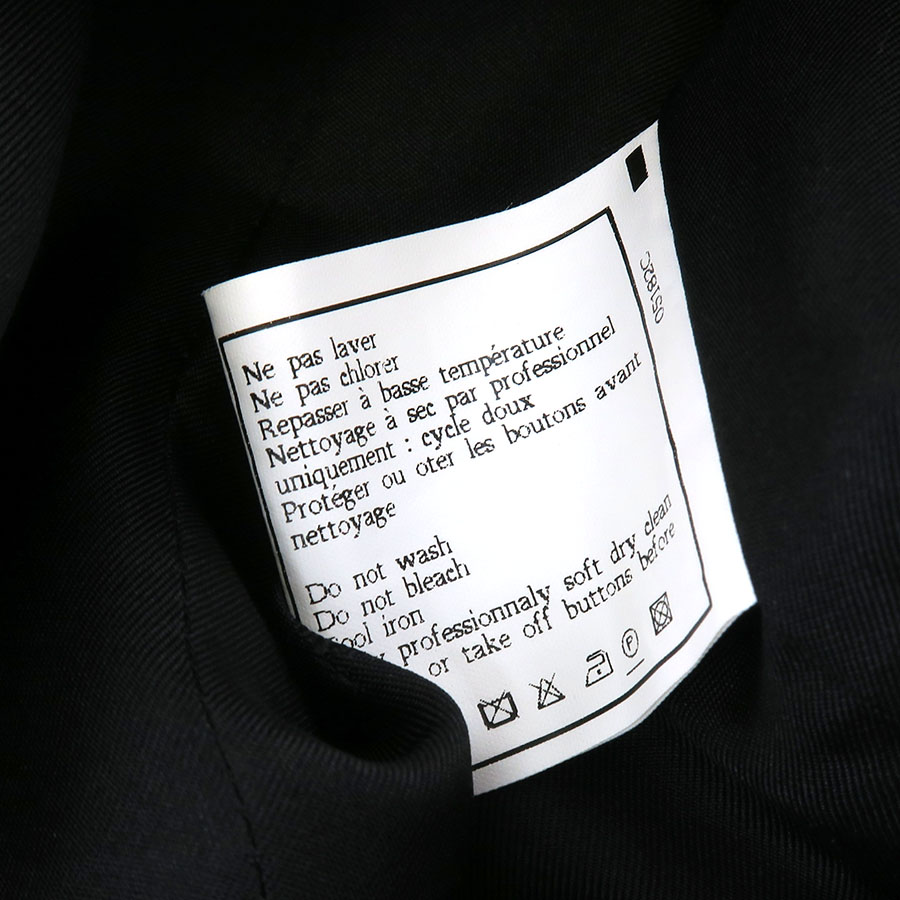 Ne pas laver
Ne pas chlorer
Repasser à basse température
Nettoyage à sec par professionnel
uniquement : cycle doux
Protéger ou oter les boutons avant
nettoyage
Do not wash
Do not bleach
iron
professionnaly soft dry clean
or take off buttons before
P
05182C